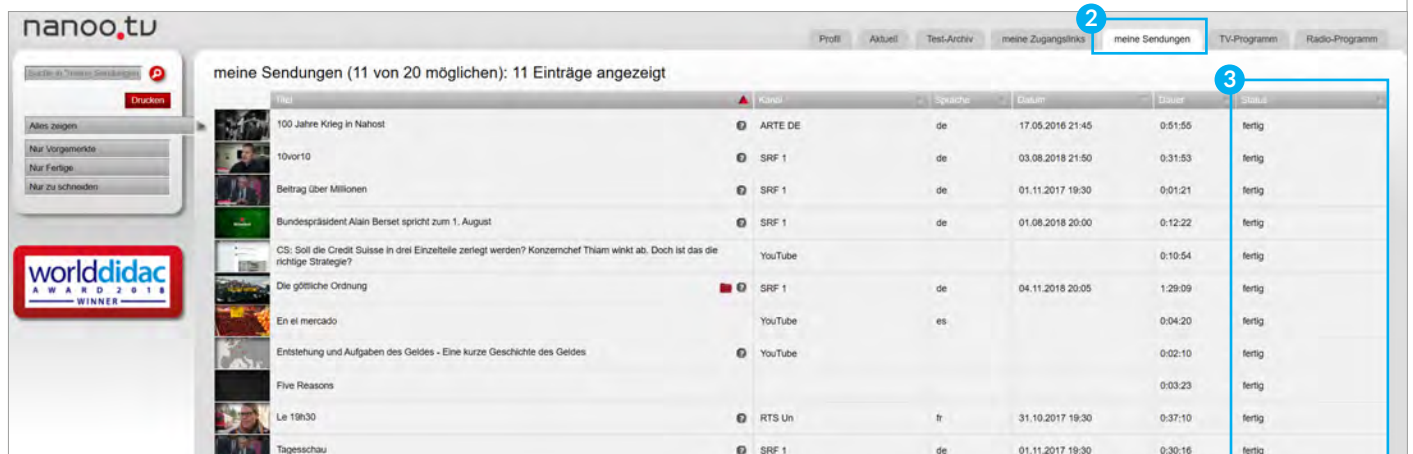 nanoo.tv
2
Profil Aktuell Test-Archiv meine Zugangslinks meine Sendungen TV-Programm Radio-Programm
Suche in "meine Sendungen"
meine Sendungen (11 von 20 möglichen): 11 Einträge angezeigt
3
Drucken
Titel Kanal Sprache Datum Dauer Status
Alles zeigen
Nur Vorgemerkte
Nur Fertige
Nur zu schneiden
100 Jahre Krieg in Nahost ARTE DE de 17.05.2016 21:45 0:51:55 fertig
10vor10 SRF 1 de 03.08.2018 21:50 0:31:53 fertig
Beitrag über Millionen SRF 1 de 01.11.2017 19:30 0:01:21 fertig
Bundespräsident Alain Berset spricht zum 1. August SRF 1 de 01.08.2018 20:00 0:12:22 fertig
CS: Soll die Credit Suisse in drei Einzelteile zerlegt werden? Konzernchef Thiam winkt ab. Doch ist das die
richtige Strategie? YouTube 0:10:54 fertig
Die göttliche Ordnung SRF 1 de 04.11.2018 20:05 1:29:09 fertig
En el mercado YouTube es 0:04:20 fertig
Entstehung und Aufgaben des Geldes - Eine kurze Geschichte des Geldes YouTube 0:02:10 fertig
Five Reasons 0:03:23 fertig
Le 19h30 RTS Un fr 31.10.2017 19:30 0:37:10 fertig
Tagesschau SRF 1 de 01.11.2017 19:30 0:30:16 fertig
worlddidac
AWARD 2018
WINNER